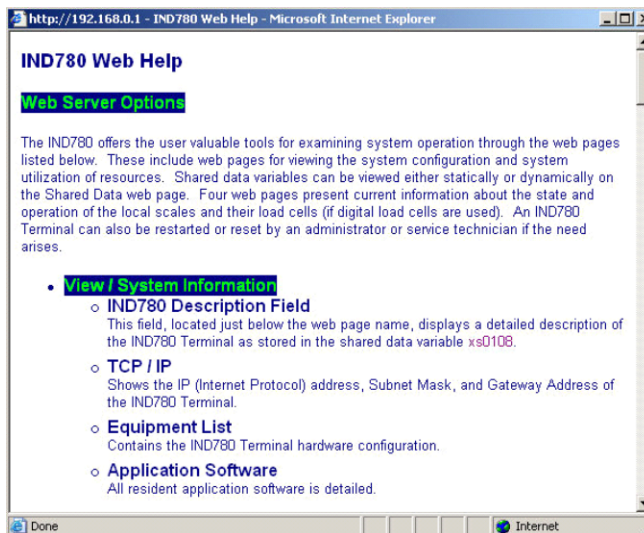 http://192.168.0.1 - IND780 Web Help - Microsoft Internet Explorer
IND780 Web Help
Web Server Options
The IND780 offers the user valuable tools for examining system operation through the web pages
listed below. These include web pages for viewing the system configuration and system
utilization of resources. Shared data variables can be viewed either statically or dynamically on
the Shared Data web page. Four web pages present current information about the state and
operation of the local scales and their load cells (if digital load cells are used). An IND780
Terminal can also be restarted or reset by an administrator or service technician if the need
arises.
• View / System Information
o IND780 Description Field
This field, located just below the web page name, displays a detailed description of
the IND780 Terminal as stored in the shared data variable xs0108.
o TCP / IP
Shows the IP (Internet Protocol) address, Subnet Mask, and Gateway Address of
the IND780 Terminal.
o Equipment List
Contains the IND780 Terminal hardware configuration.
o Application Software
All resident application software is detailed.
Done
Internet